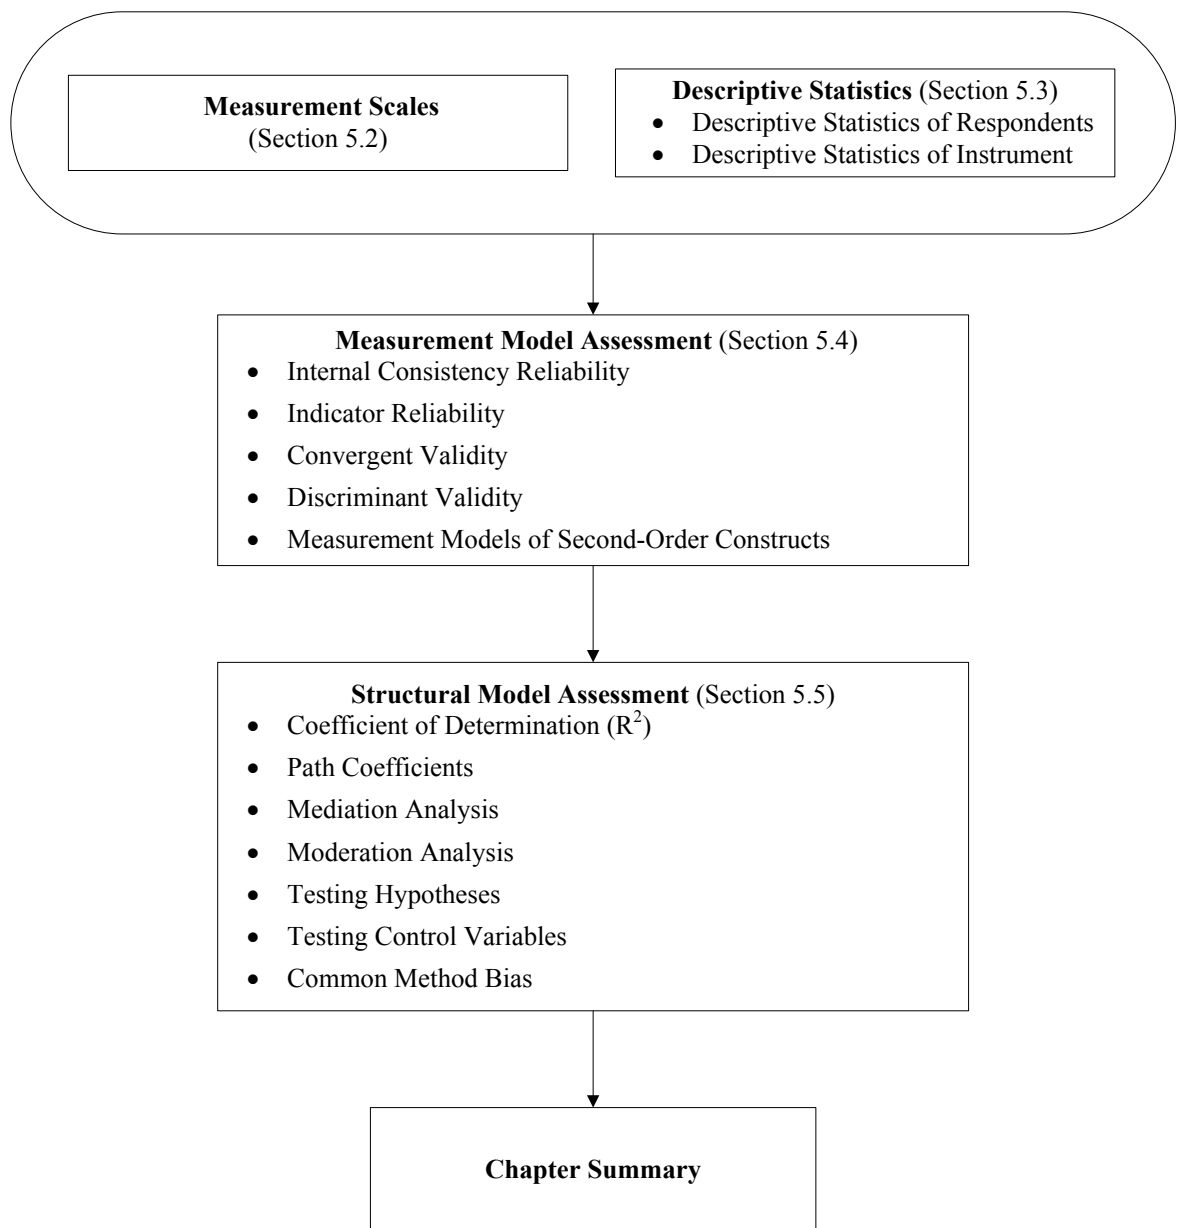 Measurement Scales
(Section 5.2)
Descriptive Statistics (Section 5.3)
• Descriptive Statistics of Respondents
• Descriptive Statistics of Instrument
Measurement Model Assessment (Section 5.4)
• Internal Consistency Reliability
• Indicator Reliability
• Convergent Validity
• Discriminant Validity
• Measurement Models of Second-Order Constructs
Structural Model Assessment (Section 5.5)
• Coefficient of Determination (R²)
• Path Coefficients
• Mediation Analysis
• Moderation Analysis
• Testing Hypotheses
• Testing Control Variables
• Common Method Bias
Chapter Summary